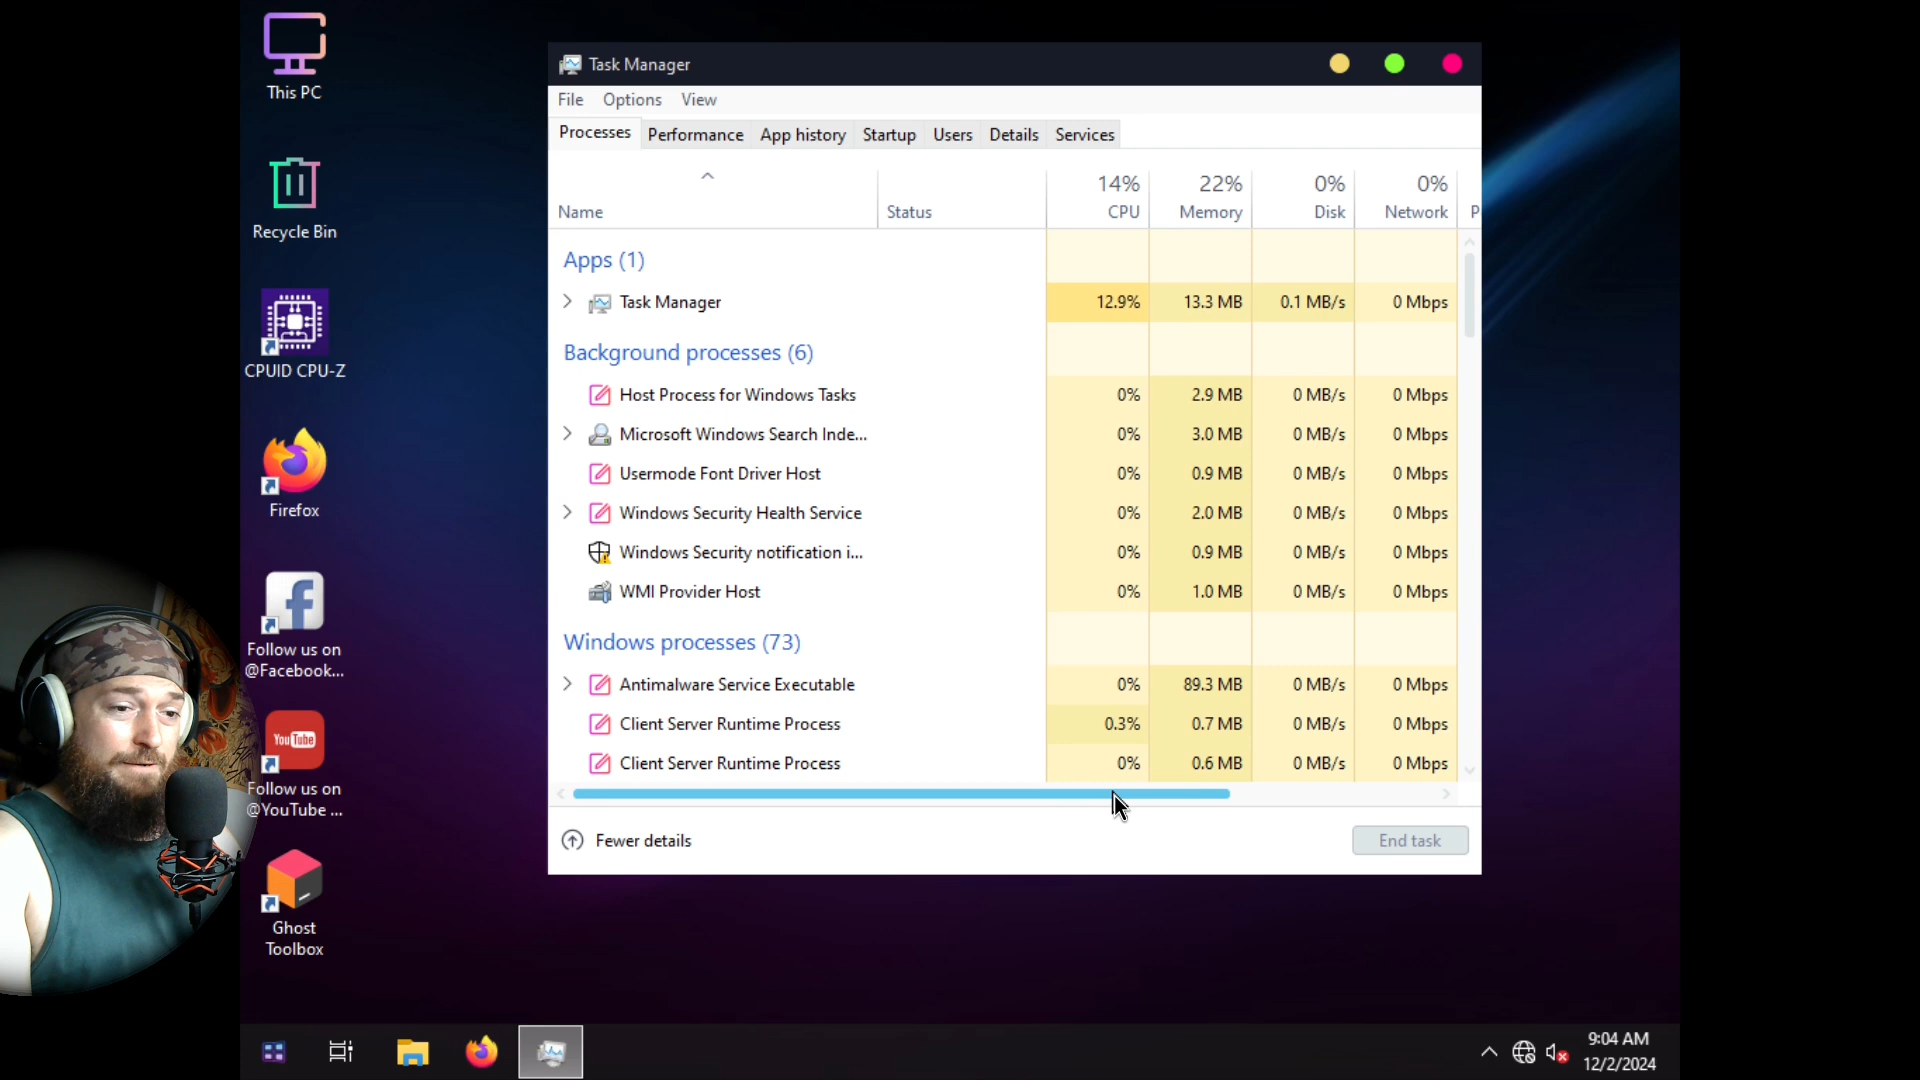 This PC
Recycle Bin
CPUID CPU-Z
Firefox
Follow us on
@Facebook...
You Tube
Follow us on
@YouTube ...
Ghost
Toolbox
Task Manager
File Options View
Processes Performance App history Startup Users Details Services
14% 22% 0% 0%
Name Status CPU Memory Disk Network P
Apps (1)
Task Manager 12.9% 13.3 MB 0.1 MB/s 0 Mbps
Background processes (6)
Host Process for Windows Tasks 0% 2.9 MB 0 MB/s 0 Mbps
Microsoft Windows Search Inde... 0% 3.0 MB 0 MB/s 0 Mbps
Usermode Font Driver Host 0% 0.9 MB 0 MB/s 0 Mbps
Windows Security Health Service 0% 2.0 MB 0 MB/s 0 Mbps
Windows Security notification i... 0% 0.9 MB 0 MB/s 0 Mbps
WMI Provider Host 0% 1.0 MB 0 MB/s 0 Mbps
Windows processes (73)
Antimalware Service Executable 0% 89.3 MB 0 MB/s 0 Mbps
Client Server Runtime Process 0.3% 0.7 MB 0 MB/s 0 Mbps
Client Server Runtime Process 0% 0.6 MB 0 MB/s 0 Mbps
Fewer details End task
9:04 AM
12/2/2024